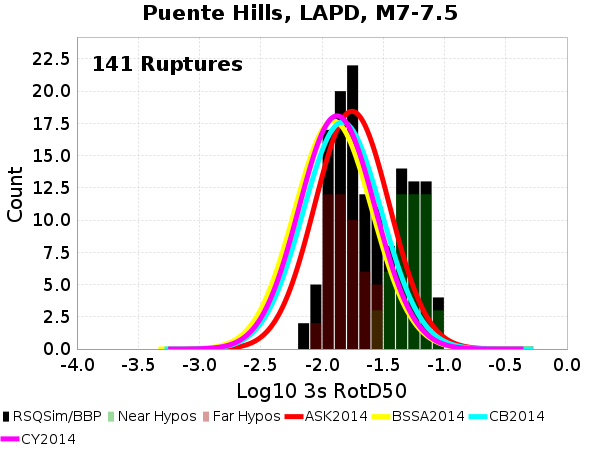 Puente Hills, LAPD, M7-7.5
141 Ruptures
Count
22.5
20.0
17.5
15.0
12.5
10.0
7.5
5.0
2.5
0.0
-4.0 -3.5 -3.0 -2.5 -2.0 -1.5 -1.0 -0.5 0.0
Log10 3s RotD50
RSQSim/BBP Near Hypos Far Hypos ASK2014 BSSA2014 CB2014
CY2014